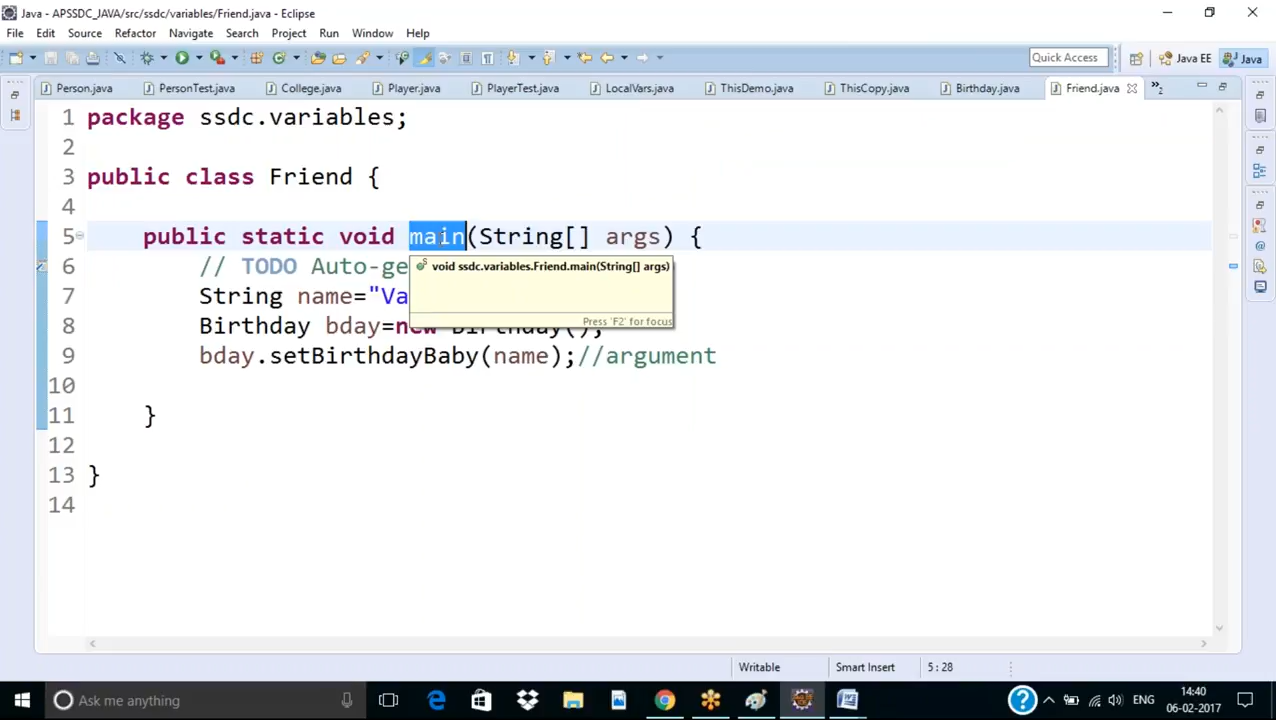 Java - APSSDC_JAVA/src/ssdc/variables/Friend.java - Eclipse
File Edit Source Refactor Navigate Search Project Run Window Help
Quick Access Java EE Java
Person.java PersonTest.java College.java Player.java PlayerTest.java LocalVars.java ThisDemo.java ThisCopy.java Birthday.java Friend.java »2
1 package ssdc.variables;
2
3 public class Friend {
4
5 public static void main(String[] args) {
6 // TODO Auto-ge
void ssdc.variables.Friend.main(String[] args)
7 String name="Va
Press 'F2' for focus
8 Birthday bday=new Birthday();
9 bday.setBirthdayBaby(name);//argument
10
11 }
12
13 }
14
Writable Smart Insert 5 : 28
Ask me anything
ENG 14:40
06-02-2017